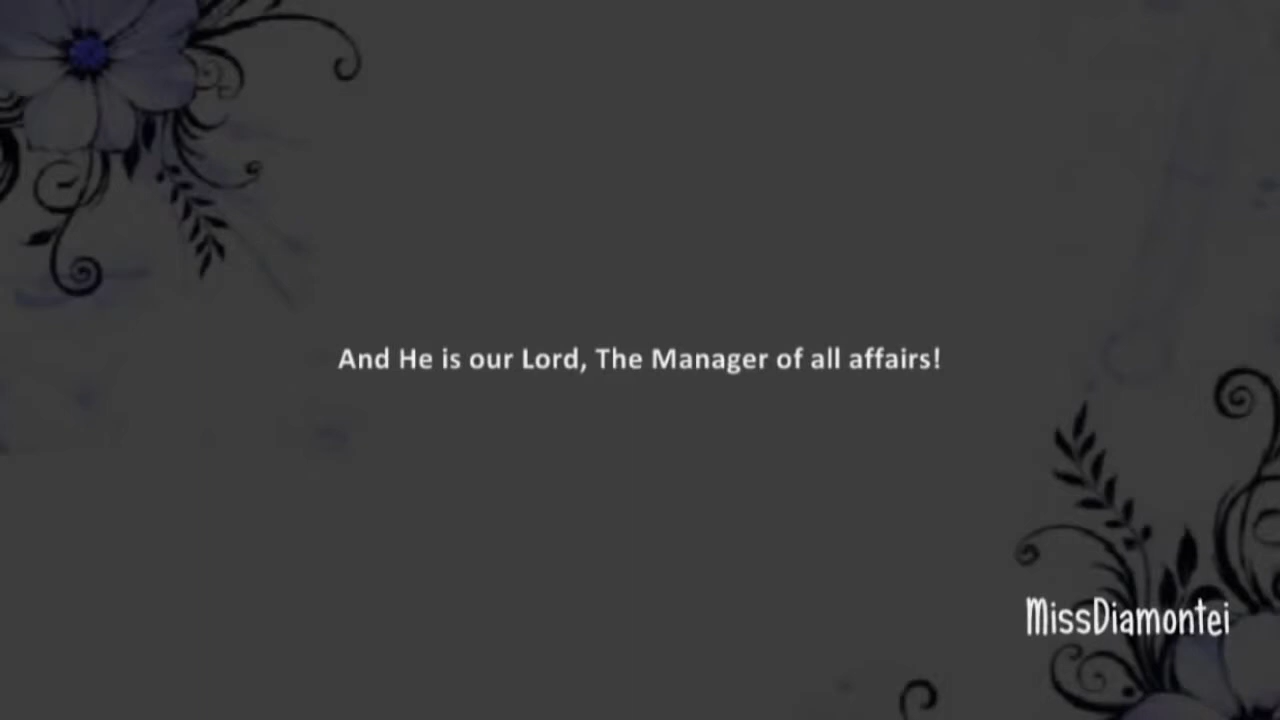 And He is our Lord, The Manager of all affairs!
MissDiamontei